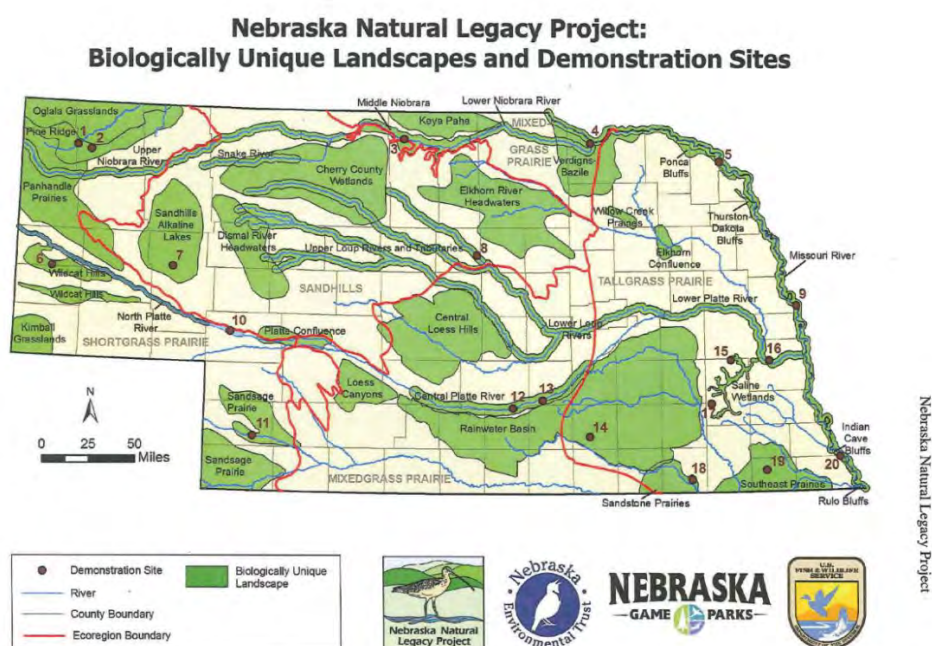 Nebraska Natural Legacy Project:
Biologically Unique Landscapes and Demonstration Sites
Middle Niobrara
Lower Niobrara River
Oglala Grasslands
Keya Paha
MIXED
GRASS
PRAIRIE
Pine Ridge
1
2
3
4
5
Upper
Niobrara River
Snake River
Verdigris-
Bazile
Ponca
Bluffs
Cherry County
Wetlands
Panhandle
Prairies
Elkhorn River
Headwaters
Sandhills
Alkaline
Lakes
Willow Creek
Prairies
Thurston-
Dakota
Bluffs
Dismal River
Headwaters
Upper Loup Rivers and Tributaries
8
Elkhorn
Confluence
Missouri River
6
Wildcat Hills
7
Wildcat Hills
SANDHILLS
TALLGRASS PRAIRIE
Lower Platte River
9
North Platte
River
10
Platte Confluence
Central
Loess Hills
Lower Loup
Rivers
Kimball
Grasslands
SHORTGRASS PRAIRIE
15
16
Loess
Canyons
Saline
Wetlands
Sandsage
Prairie
Central Platte River
12
13
17
N
11
Rainwater Basin
14
Indian
Cave
Bluffs
0 25 50
Miles
Sandsage
Prairie
MIXEDGRASS PRAIRIE
18
19
20
Southeast Prairies
Sandstone Prairies
Rulo Bluffs
Nebraska Natural Legacy Project
Demonstration Site
Biologically Unique
Landscape
River
County Boundary
Ecoregion Boundary
Nebraska Natural
Legacy Project
Nebraska
Environmental Trust
NEBRASKA
GAME PARKS
U.S.
FISH & WILDLIFE
SERVICE